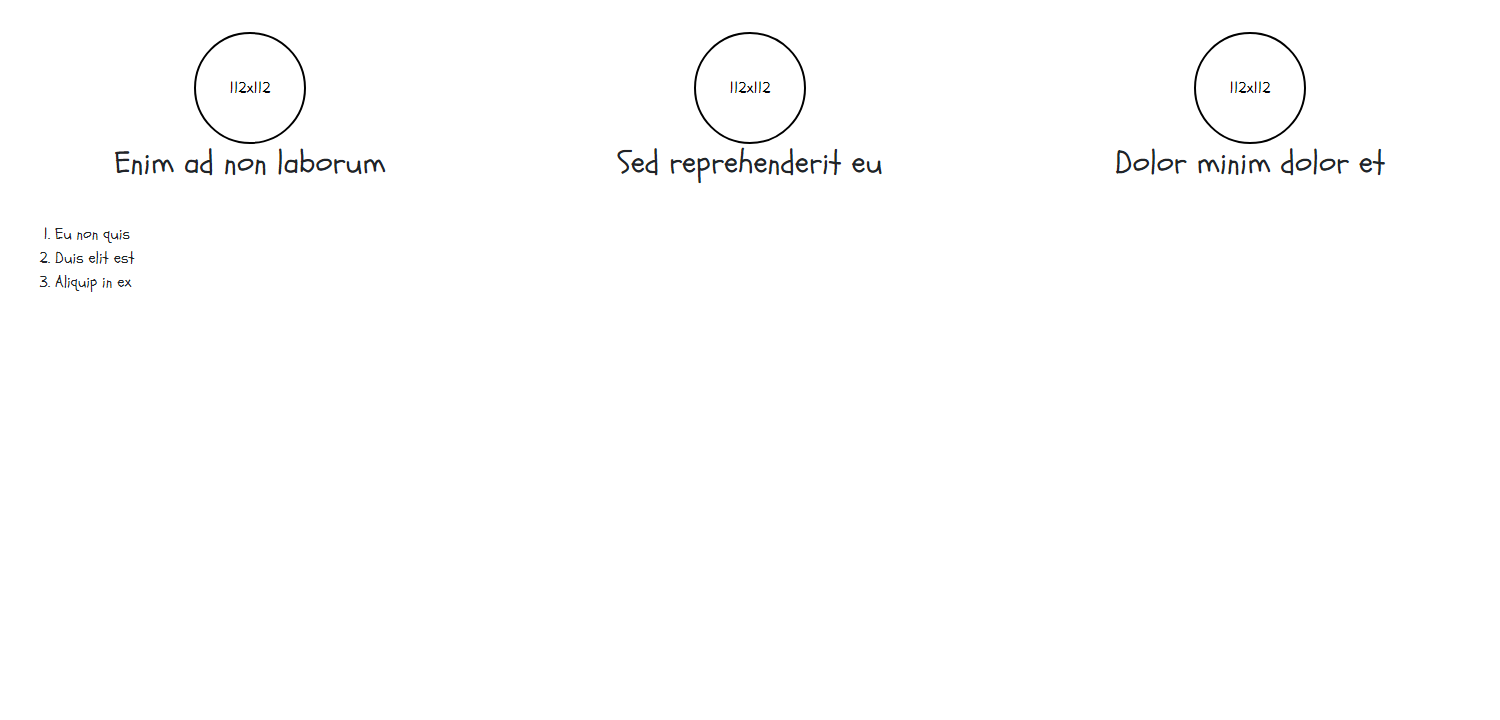 112x112
112x112
112x112
Enim ad non laborum
Sed reprehenderit eu
Dolor minim dolor et
1. Eu non quis
2. Duis elit est
3. Aliquip in ex